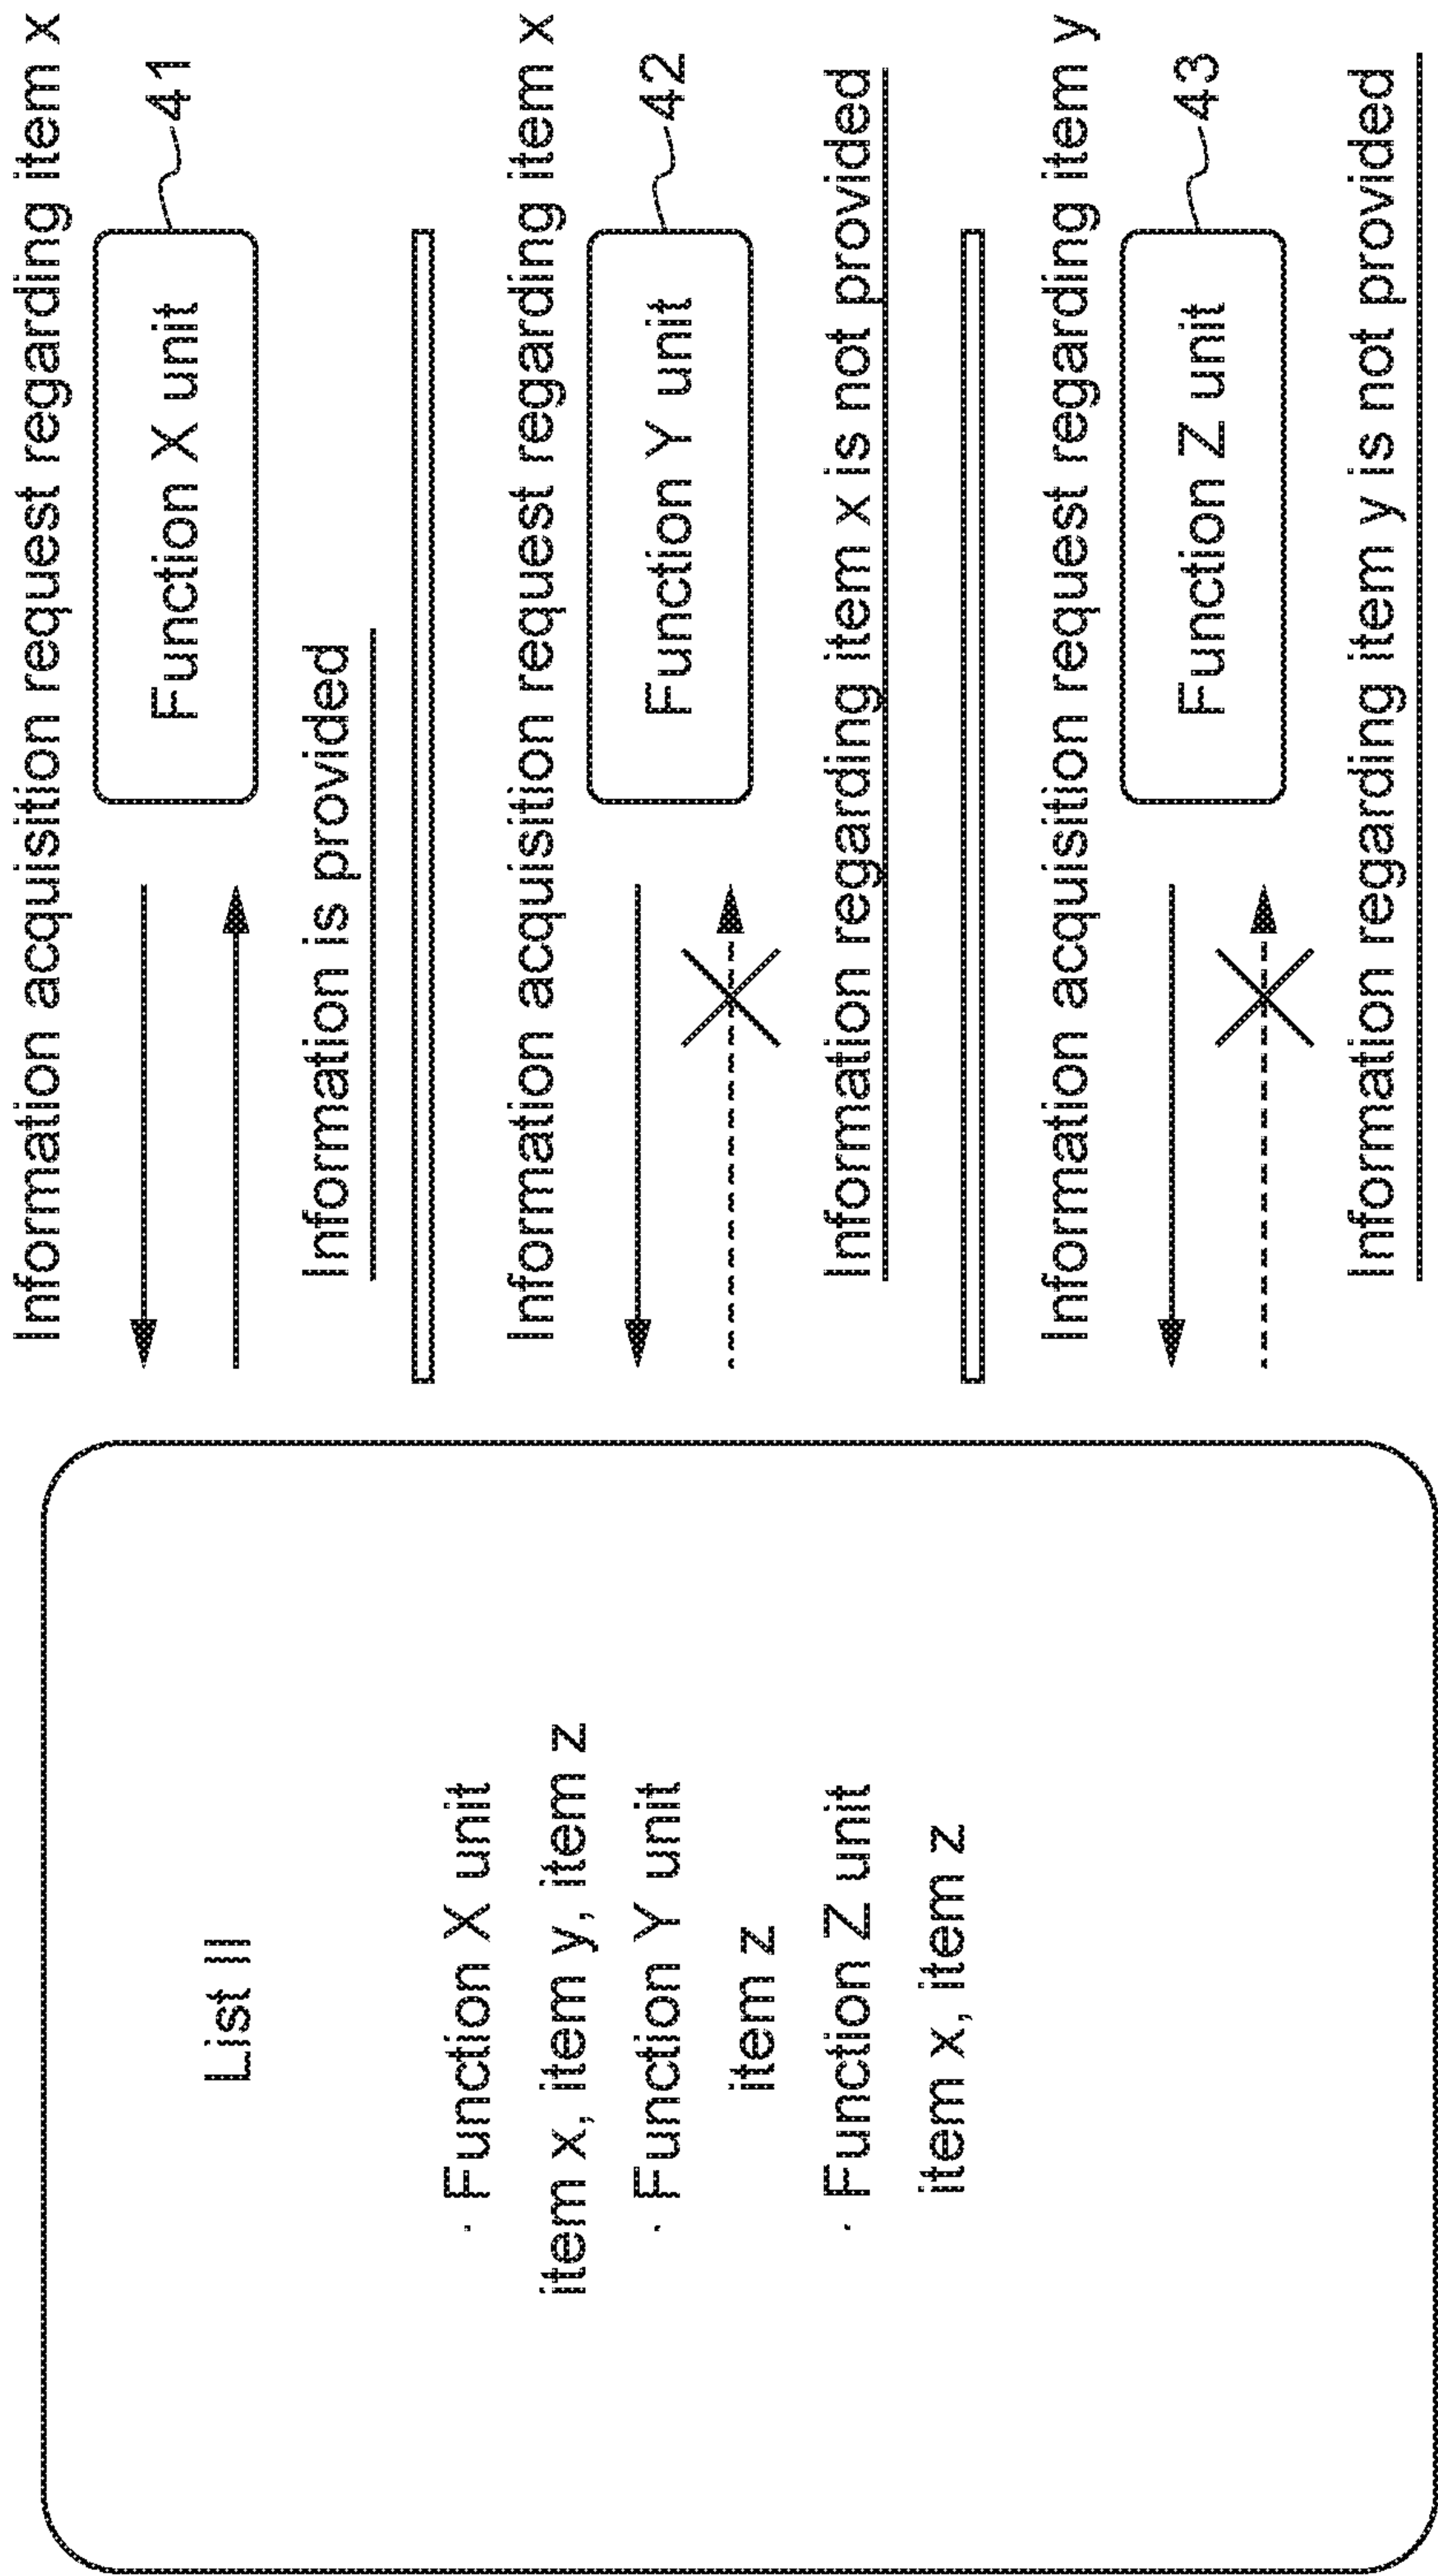 List II
· Function X unit
item x, item y, item z
· Function Y unit
item z
· Function Z unit
item x, item z
Information acquisition request regarding item x
Function X unit
41
Information is provided
Information acquisition request regarding item x
Function Y unit
42
Information regarding item x is not provided
Information acquisition request regarding item y
Function Z unit
43
Information regarding item y is not provided